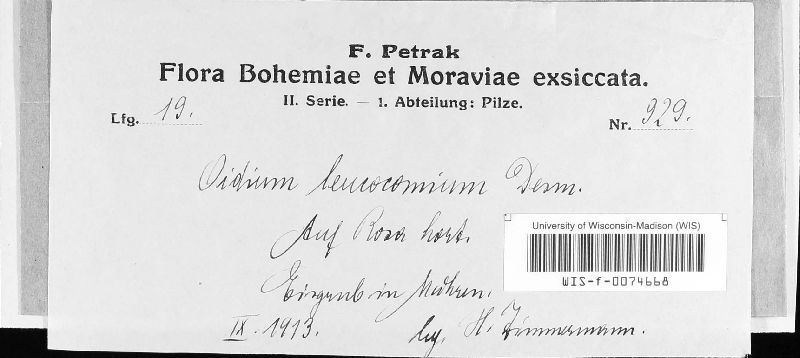 F. Petrak
Flora Bohemiae et Moraviae exsiccata.
II. Serie. – 1. Abteilung: Pilze.
Lfg. 19.
Nr. 929.
Oidium leucoconium Desm.
Auf Rosa hort.
Eisgrub in Mähren.
IX. 1913.
leg. H. Zimmermann.
University of Wisconsin-Madison (WIS)
WIS-f-0074668